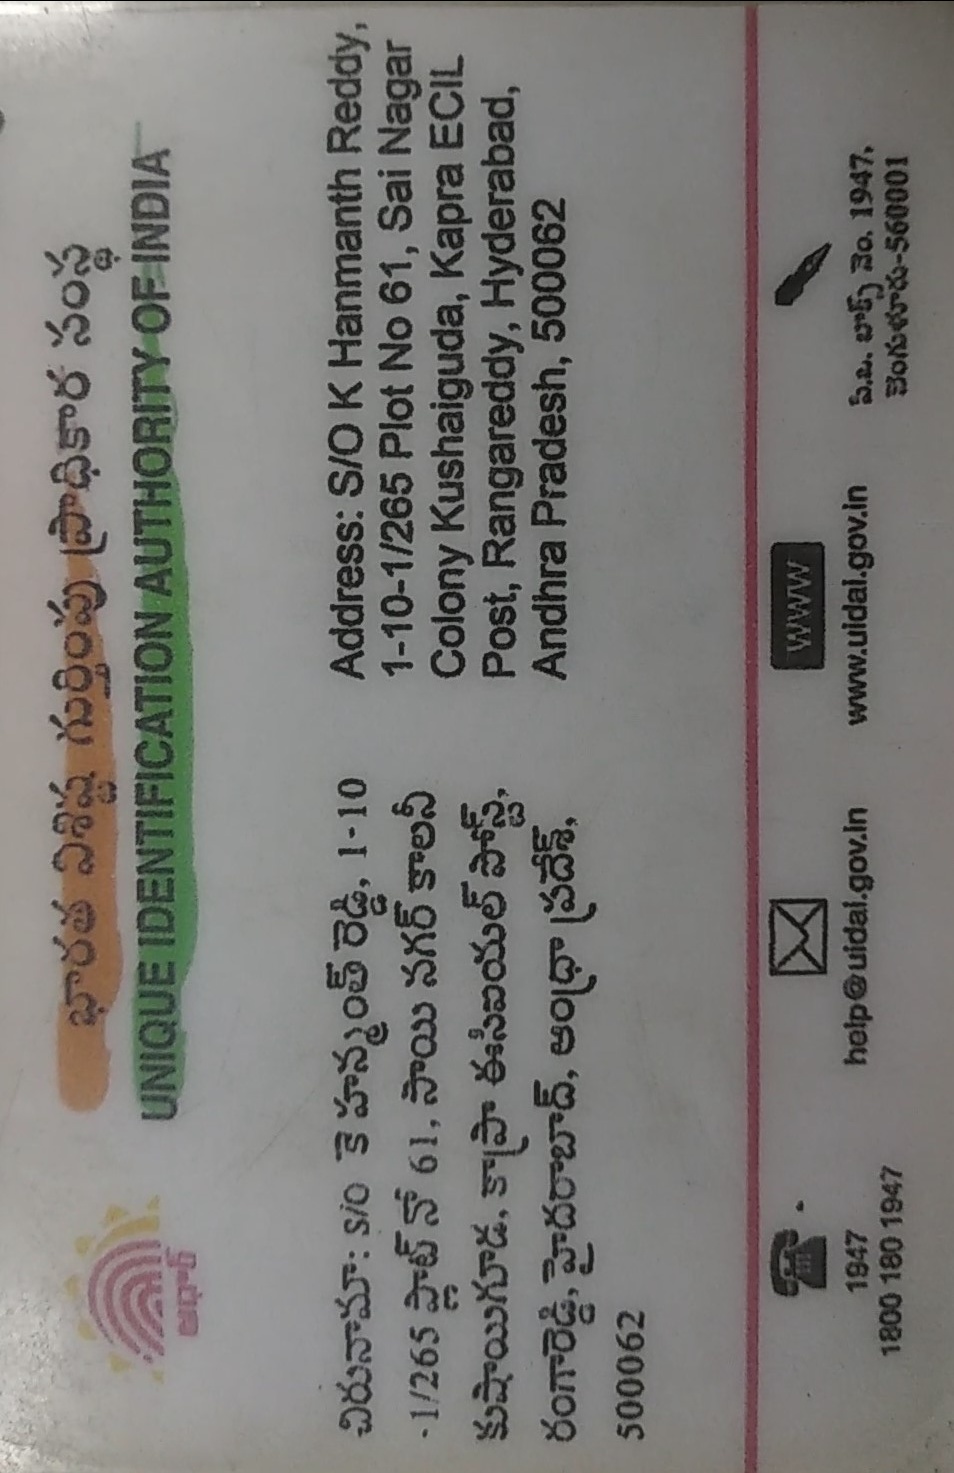 భారత విశిష్ట గుర్తింపు ప్రాధికార సంస్థ
UNIQUE IDENTIFICATION AUTHORITY OF INDIA
ఆధార్
చిరునామా: S/O కె హన్మంత్ రెడ్డి, 1-10
-1/265 ప్లాట్ నో 61, సాయి నగర్ కాలనీ
కుషాయిగూడ, కాప్రా ఈసిఐయల్ పోస్ట్,
రంగారెడ్డి, హైదరాబాద్, ఆంధ్రా ప్రదేశ్,
500062
Address: S/O K Hanmanth Reddy,
1-10-1/265 Plot No 61, Sai Nagar
Colony Kushaiguda, Kapra ECIL
Post, Rangareddy, Hyderabad,
Andhra Pradesh, 500062
1947
1800 180 1947
help@uidai.gov.in
WWW
www.uidai.gov.in
పి.బి. బాక్స్ నెం. 1947,
బెంగుళూరు-560001